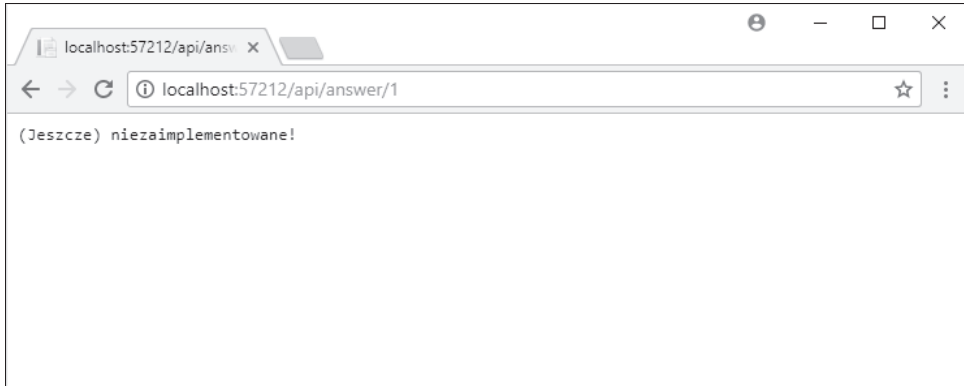 localhost:57212/api/answ
localhost:57212/api/answer/1
(Jeszcze) niezaimplementowane!